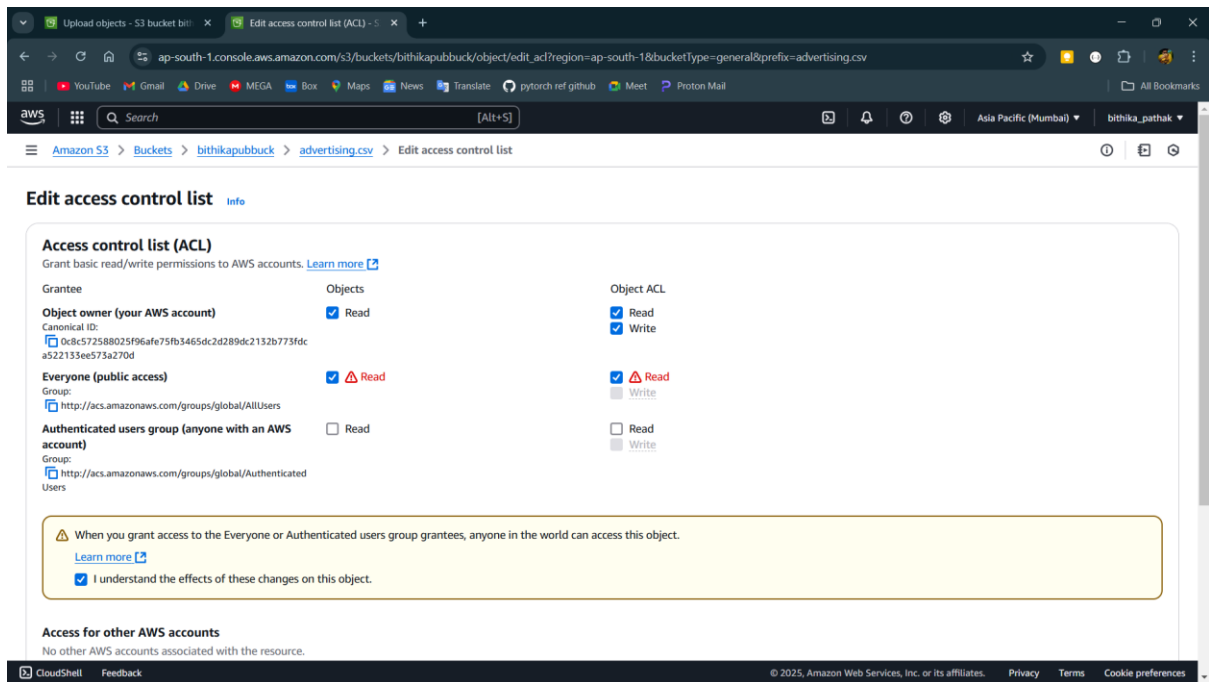 Upload objects - S3 bucket bith
Edit access control list (ACL) - S
ap-south-1.console.aws.amazon.com/s3/buckets/bithikapubbuck/object/edit_acl?region=ap-south-1&bucketType=general&prefix=advertising.csv
YouTube Gmail Drive MEGA box Box Maps News Translate pytorch ref github Meet Proton Mail All Bookmarks
aws Search [Alt+S] Asia Pacific (Mumbai) ▼ bithika_pathak ▼
Amazon S3 > Buckets > bithikapubbuck > advertising.csv > Edit access control list
Edit access control list Info
Access control list (ACL)
Grant basic read/write permissions to AWS accounts. Learn more
Grantee Objects Object ACL
Object owner (your AWS account) Read Read
Canonical ID: Write
0c8c572588025f96afe75fb3465dc2d289dc2132b773fdc
a522133ee573a270d
Everyone (public access) Read Read
Group: Write
http://acs.amazonaws.com/groups/global/AllUsers
Authenticated users group (anyone with an AWS Read Read
account) Write
Group:
http://acs.amazonaws.com/groups/global/Authenticated
Users
When you grant access to the Everyone or Authenticated users group grantees, anyone in the world can access this object.
Learn more
I understand the effects of these changes on this object.
Access for other AWS accounts
No other AWS accounts associated with the resource.
CloudShell Feedback © 2025, Amazon Web Services, Inc. or its affiliates. Privacy Terms Cookie preferences